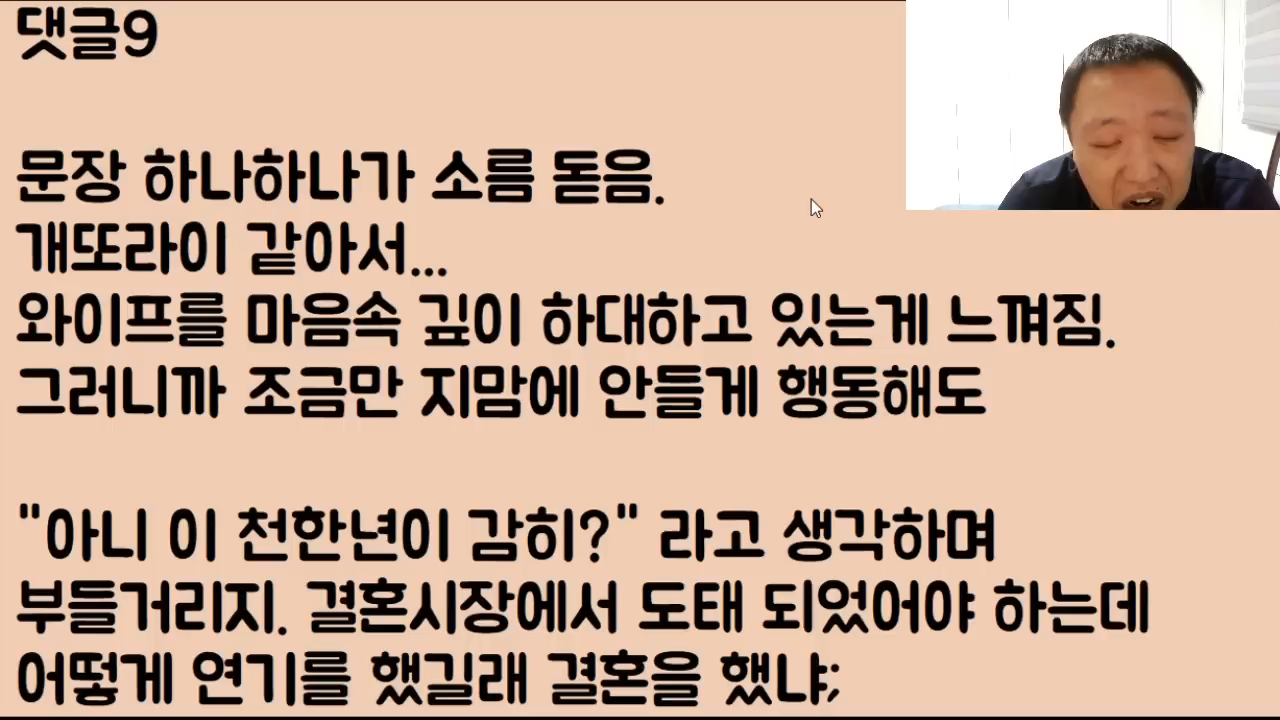 댓글9
문장 하나하나가 소름 돋음.
개또라이 같아서...
와이프를 마음속 깊이 하대하고 있는게 느껴짐.
그러니까 조금만 지맘에 안들게 행동해도
"아니 이 천한년이 감히?" 라고 생각하며
부들거리지. 결혼시장에서 도태 되었어야 하는데
어떻게 연기를 했길래 결혼을 했냐;